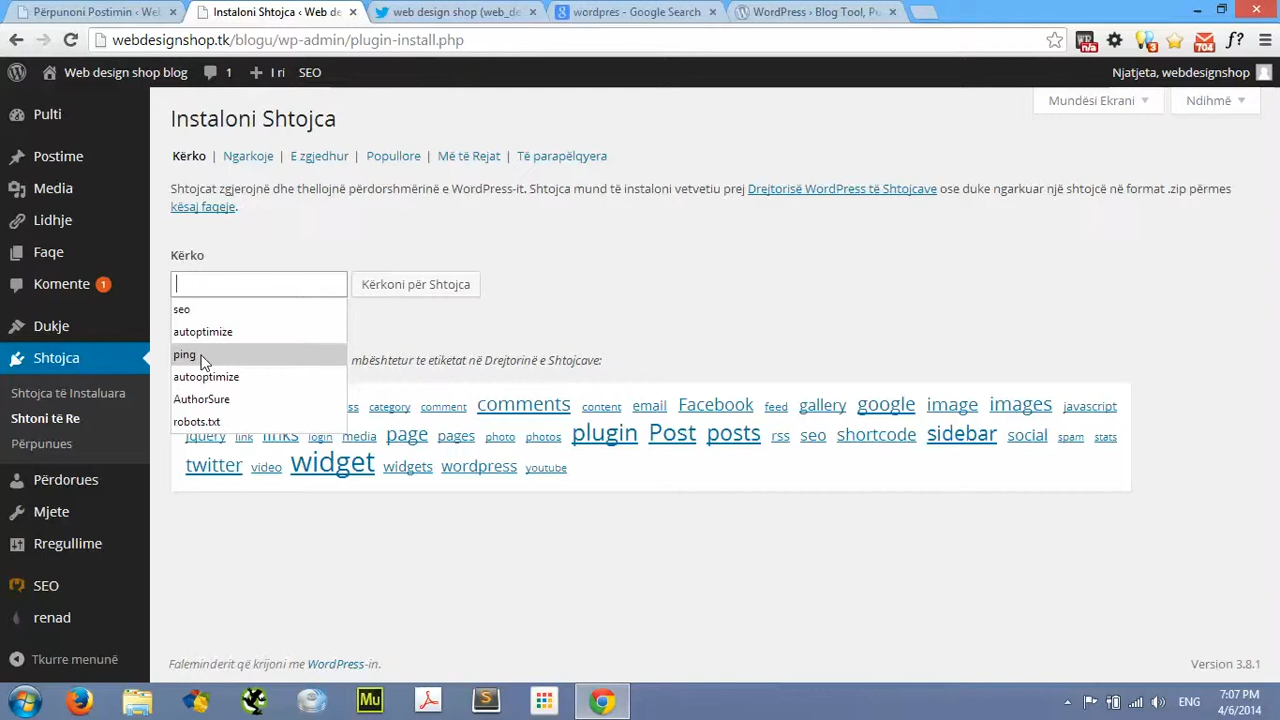 Përpunoni Postimin ‹ Web
Instaloni Shtojca ‹ Web de
web design shop (web_de
wordpres - Google Search
WordPress › Blog Tool, Pu
webdesignshop.tk/blogu/wp-admin/plugin-install.php
n/a
3
704
f?
Web design shop blog
1
I ri
SEO
Njatjeta, webdesignshop
Pulti
Postime
Media
Lidhje
Faqe
Komente 1
Dukje
Shtojca
Shtojca të Instaluara
Shtoni të Re
Përpunues
Përdorues
Mjete
Rregullime
SEO
renad
Tkurre menunë
Mundësi Ekrani
Ndihmë
Instaloni Shtojca
Kërko | Ngarkoje | E zgjedhur | Popullore | Më të Rejat | Të parapëlqyera
Shtojcat zgjerojnë dhe thellojnë përdorshmërinë e WordPress-it. Shtojca mund të instaloni vetvetiu prej Drejtorisë WordPress të Shtojcave ose duke ngarkuar një shtojcë në format .zip përmes
kësaj faqeje.
Kërko
Kërkoni për Shtojca
seo
autoptimize
ping
autooptimize
AuthorSure
robots.txt
mbështetur te etiketat në Drejtorinë e Shtojcave:
ss category comment comments content email Facebook feed gallery google image images javascript
jquery link links login media page pages photo photos plugin Post posts rss seo shortcode sidebar social spam stats
twitter video widget widgets wordpress youtube
Faleminderit që krijoni me WordPress-in.
Version 3.8.1
Mu
S
ENG
7:07 PM
4/6/2014